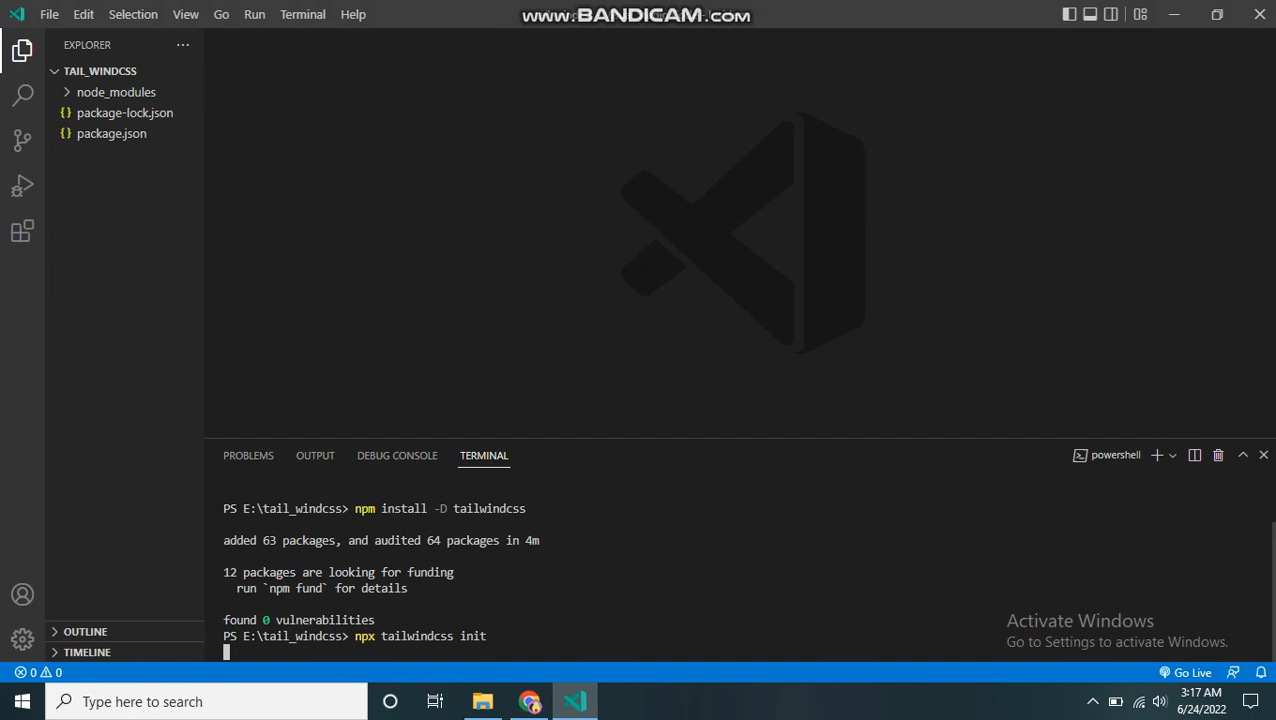 File Edit Selection View Go Run Terminal Help
www.BANDICAM.com
EXPLORER
TAIL_WINDCSS
node_modules
package-lock.json
package.json
PROBLEMS OUTPUT DEBUG CONSOLE TERMINAL
powershell
PS E:\tail_windcss> npm install -D tailwindcss
added 63 packages, and audited 64 packages in 4m
12 packages are looking for funding
run `npm fund` for details
found 0 vulnerabilities
PS E:\tail_windcss> npx tailwindcss init
Activate Windows
Go to Settings to activate Windows.
OUTLINE
TIMELINE
0 0
Go Live
Type here to search
3:17 AM
6/24/2022